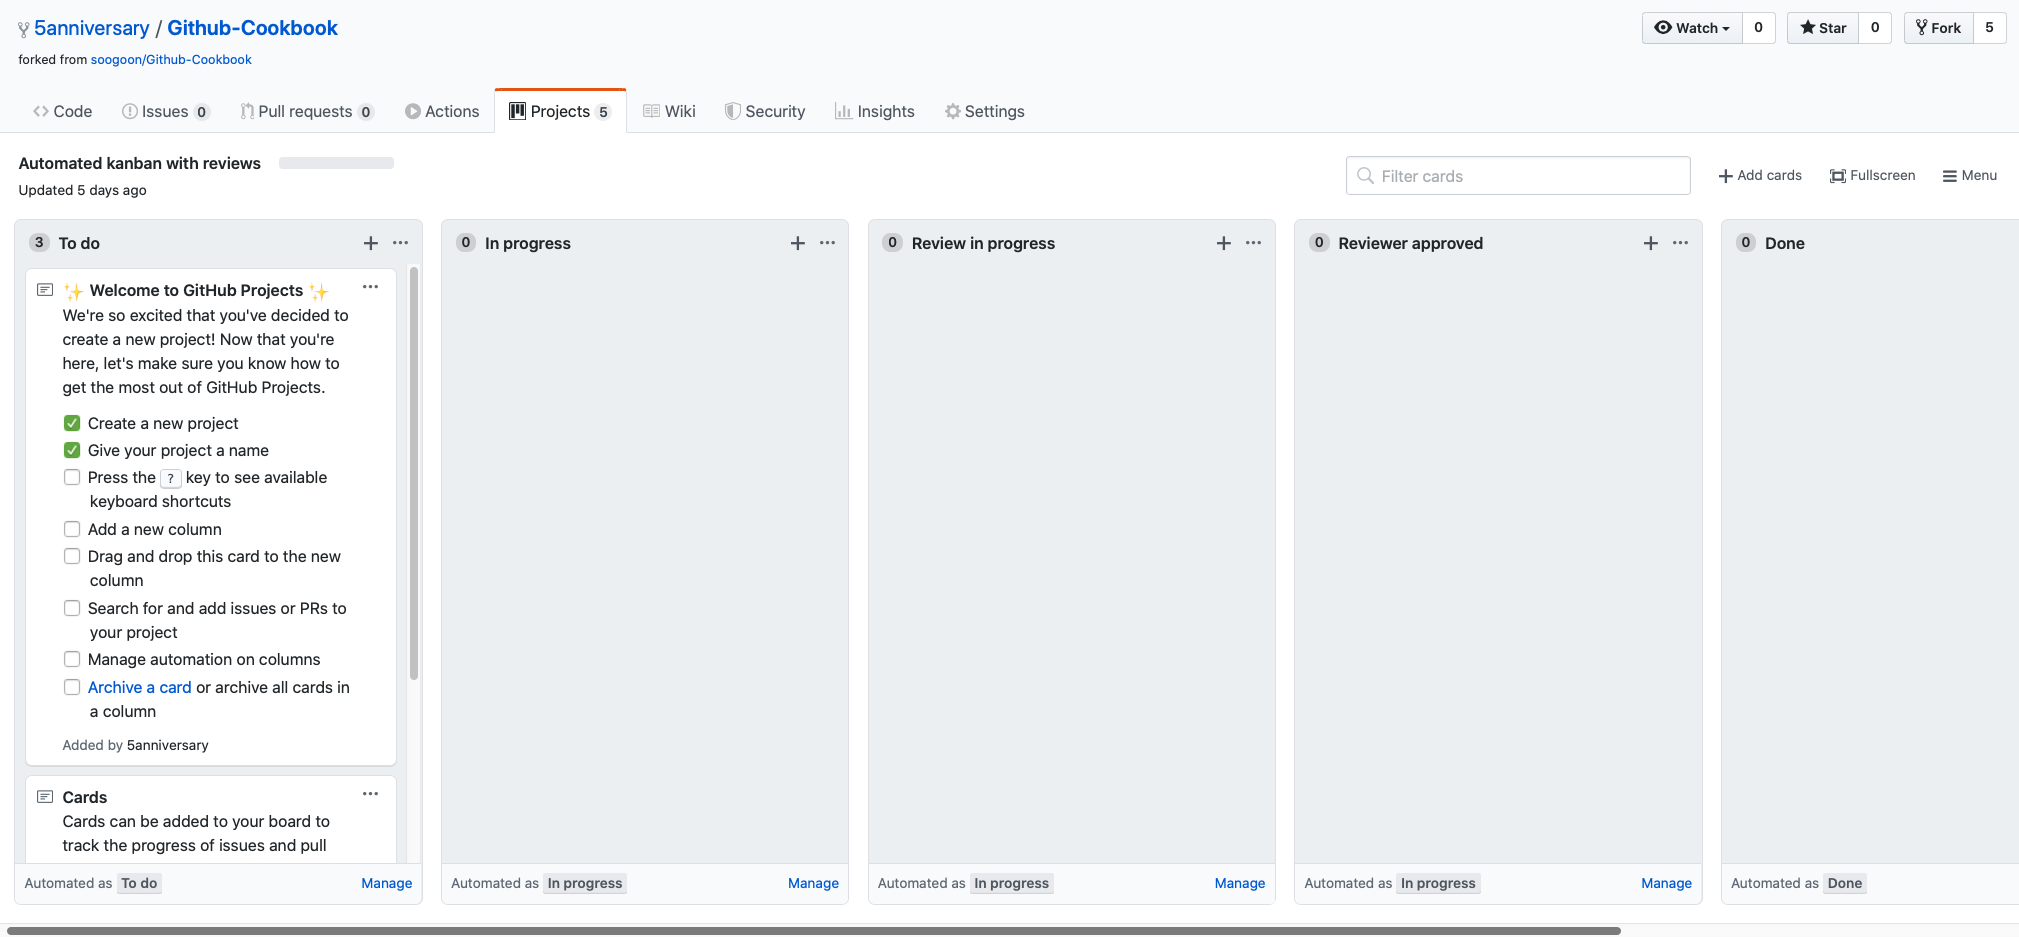 5anniversary / Github-Cookbook
forked from soogoon/Github-Cookbook
Watch 0
Star 0
Fork 5
Code
Issues 0
Pull requests 0
Actions
Projects 5
Wiki
Security
Insights
Settings
Automated kanban with reviews
Updated 5 days ago
Filter cards
Add cards
Fullscreen
Menu
3 To do
✨ Welcome to GitHub Projects ✨
We're so excited that you've decided to
create a new project! Now that you're
here, let's make sure you know how to
get the most out of GitHub Projects.
Create a new project
Give your project a name
Press the ? key to see available
keyboard shortcuts
Add a new column
Drag and drop this card to the new
column
Search for and add issues or PRs to
your project
Manage automation on columns
Archive a card or archive all cards in
a column
Added by 5anniversary
Cards
Cards can be added to your board to
track the progress of issues and pull
Automated as To do
Manage
0 In progress
Automated as In progress
Manage
0 Review in progress
Automated as In progress
Manage
0 Reviewer approved
Automated as In progress
Manage
0 Done
Automated as Done